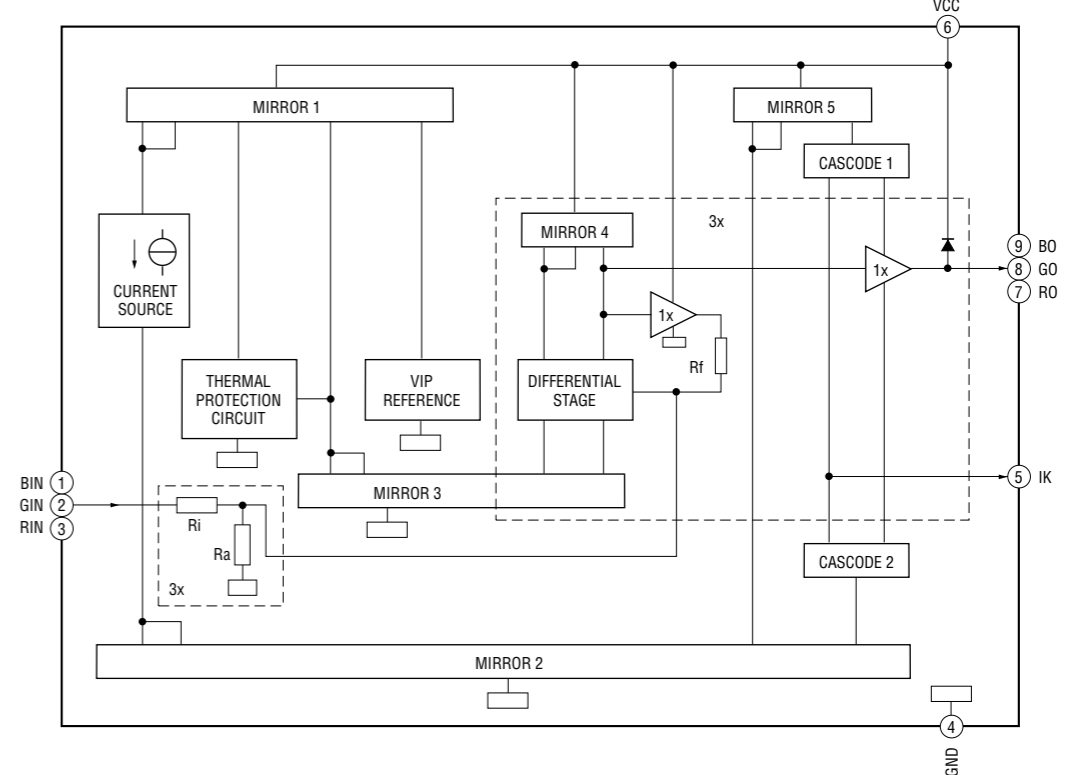 VCC
6
MIRROR 1
MIRROR 5
CASCODE 1
3x
MIRROR 4
CURRENT
SOURCE
1x
9 BO
8 GO
7 RO
1x
Rf
THERMAL
PROTECTION
CIRCUIT
VIP
REFERENCE
DIFFERENTIAL
STAGE
BIN 1
GIN 2
RIN 3
MIRROR 3
5 IK
Ri
Ra
3x
CASCODE 2
MIRROR 2
4
GND